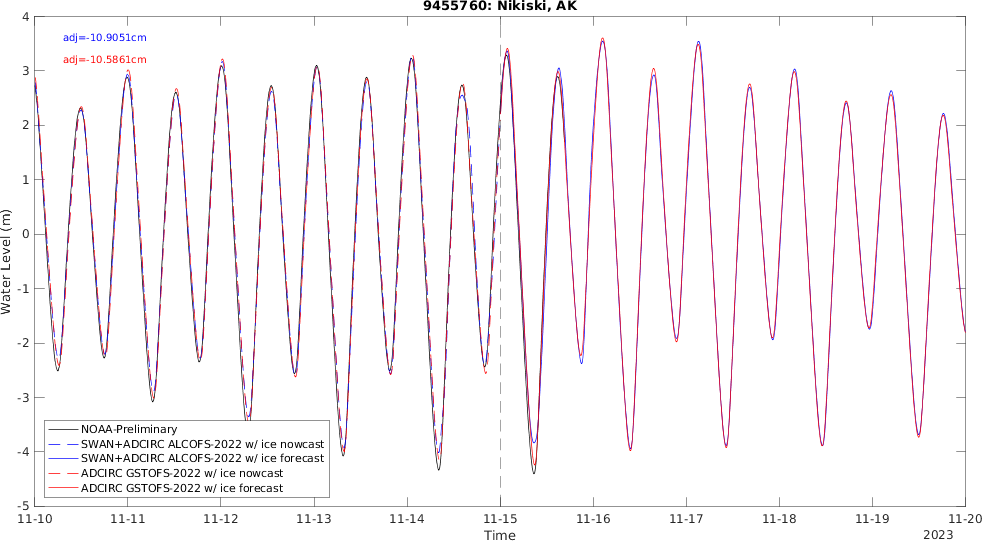 9455760: Nikiski, AK
adj=-10.9051cm
adj=-10.5861cm
Water Level (m)
4
3
2
1
0
-1
-2
-3
-4
-5
NOAA-Preliminary
SWAN+ADCIRC ALCOFS-2022 w/ ice nowcast
SWAN+ADCIRC ALCOFS-2022 w/ ice forecast
ADCIRC GSTOFS-2022 w/ ice nowcast
ADCIRC GSTOFS-2022 w/ ice forecast
11-10 11-11 11-12 11-13 11-14 11-15 11-16 11-17 11-18 11-19 11-20
Time
2023